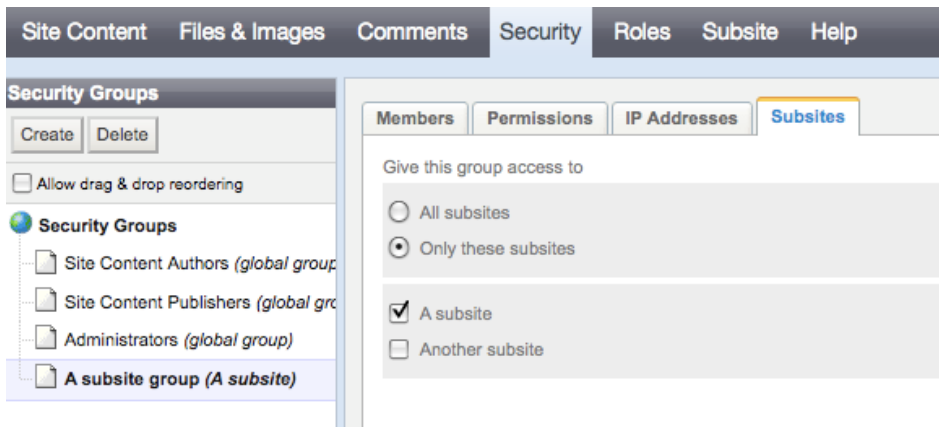 Site Content Files & Images Comments Security Roles Subsite Help
Security Groups
Create Delete
Allow drag & drop reordering
Security Groups
Site Content Authors (global group
Site Content Publishers (global gro
Administrators (global group)
A subsite group (A subsite)
Members Permissions IP Addresses Subsites
Give this group access to
All subsites
Only these subsites
A subsite
Another subsite